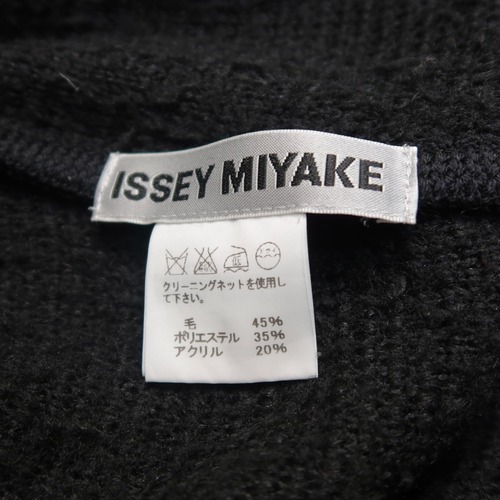 ISSEY MIYAKE
クリーニングネットを使用し
て下さい。
毛 45%
ポリエステル 35%
アクリル 20%